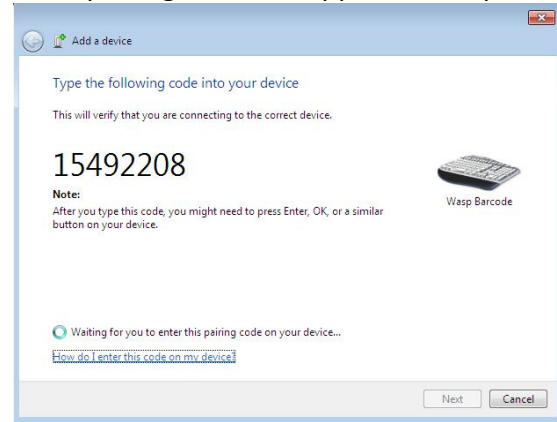 Add a device
Type the following code into your device
This will verify that you are connecting to the correct device.
15492208
Note:
After you type this code, you might need to press Enter, OK, or a similar
button on your device.
Wasp Barcode
Waiting for you to enter this pairing code on your device...
How do I enter this code on my device?
Next
Cancel